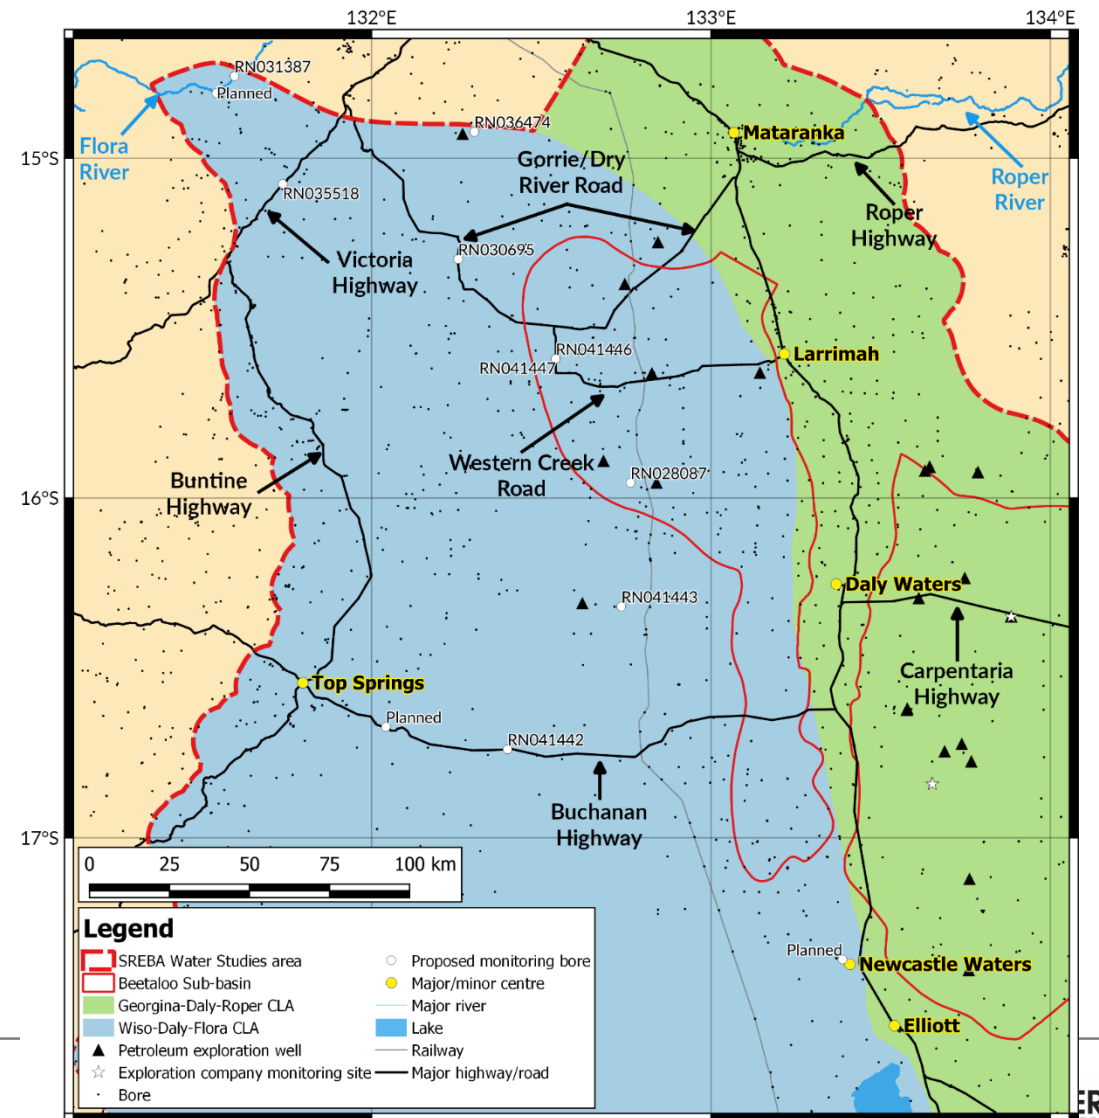 132°E
133°E
134°E
RN031387
Planned
Flora
River
RN036474
Mataranka
15°S
Gorrie/Dry
River Road
RN035518
Roper
River
Roper
Highway
Victoria
Highway
RN030695
RN041446
RN041447
Larrimah
Western Creek
Road
RN028087
Buntine
Highway
16°S
Daly Waters
RN041443
Carpentaria
Highway
Top Springs
Planned
RN041442
Buchanan
Highway
17°S
0 25 50 75 100 km
Legend
SREBA Water Studies area
Beetaloo Sub-basin
Georgina-Daly-Roper CLA
Wiso-Daly-Flora CLA
Petroleum exploration well
Exploration company monitoring site
Bore
Proposed monitoring bore
Major/minor centre
Major river
Lake
Railway
Major highway/road
Planned
Newcastle Waters
Elliott
ER